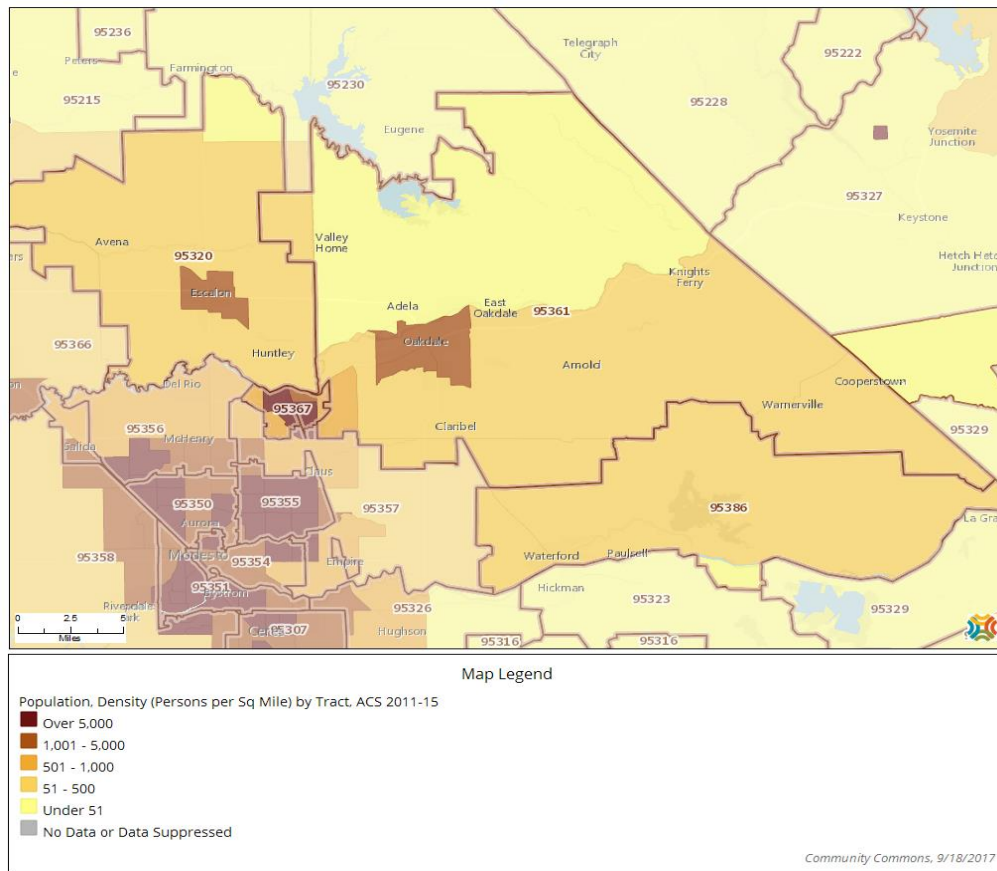 95236
Telegraph
City
95222
Peters
Farmington
95230
95215
95228
Eugene
Yosemite
Junction
95327
Keystone
Avena
Valley
Home
95320
Hetch Hetc
Junction
ers
Knights
Ferry
Escalon
Adela
East
Oakdale
95361
Oakdale
95366
Huntley
Arnold
Del Rio
Cooperstown
95367
Warnerville
95356
McHenry
Claribel
95329
Salida
Claus
95350
95355
95357
95386
Aurora
La Gra
Modesto
95358
95354
Empire
Waterford
Paulsell
95351
Bystrom
Hickman
95323
Riverdale
Park
95326
95329
0 2.5 5
Miles
Ceres
95307
Hughson
95316
95316
Map Legend
Population, Density (Persons per Sq Mile) by Tract, ACS 2011-15
Over 5,000
1,001 - 5,000
501 - 1,000
51 - 500
Under 51
No Data or Data Suppressed
Community Commons, 9/18/2017